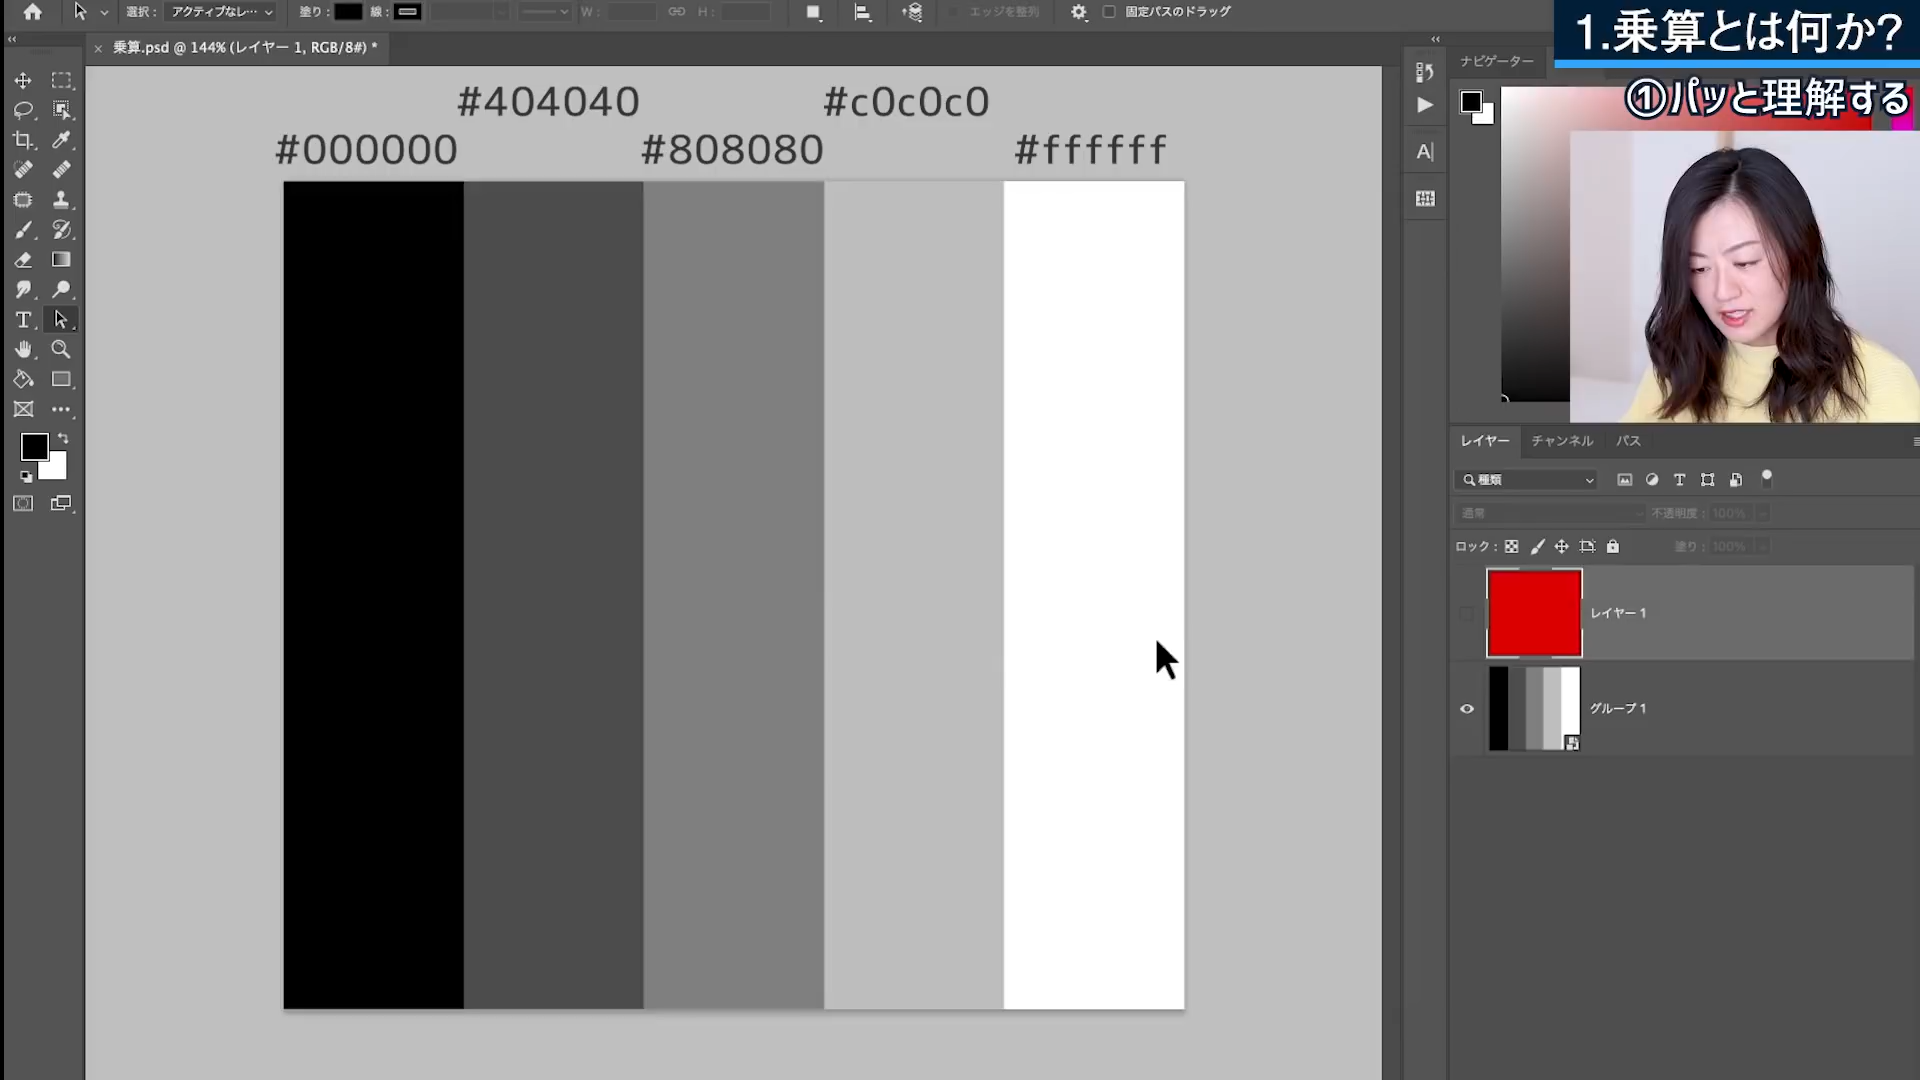 選択 : アクティブなレ… 塗り : 線 : W : H : エッジを整列 固定パスのドラッグ
1.乗算とは何か?
乗算.psd @ 144% (レイヤー 1, RGB/8#) *
ナビゲーター
①パッと理解する
#404040 #c0c0c0
#000000 #808080 #ffffff
レイヤー チャンネル パス
種類
通常 不透明度 : 100%
ロック : 塗り : 100%
レイヤー 1
グループ 1